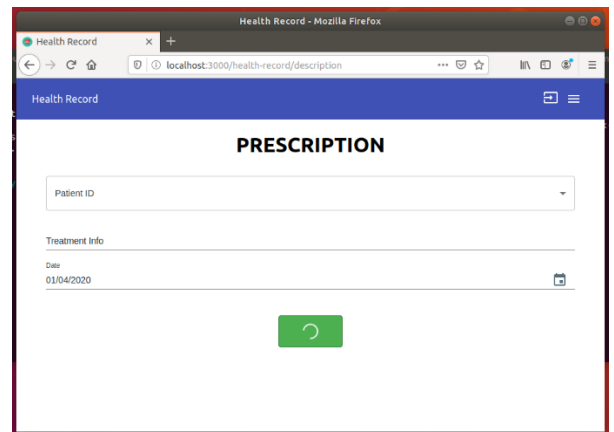 Health Record - Mozilla Firefox
Health Record
localhost:3000/health-record/description
Health Record
PRESCRIPTION
Patient ID
Treatment Info
Date
01/04/2020